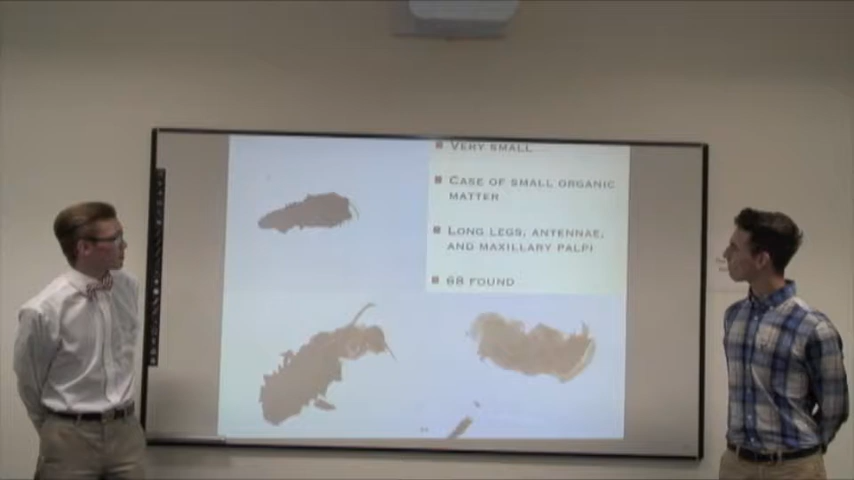 VERY SMALL
CASE OF SMALL ORGANIC
MATTER
LONG LEGS, ANTENNAE,
AND MAXILLARY PALPI
68 FOUND